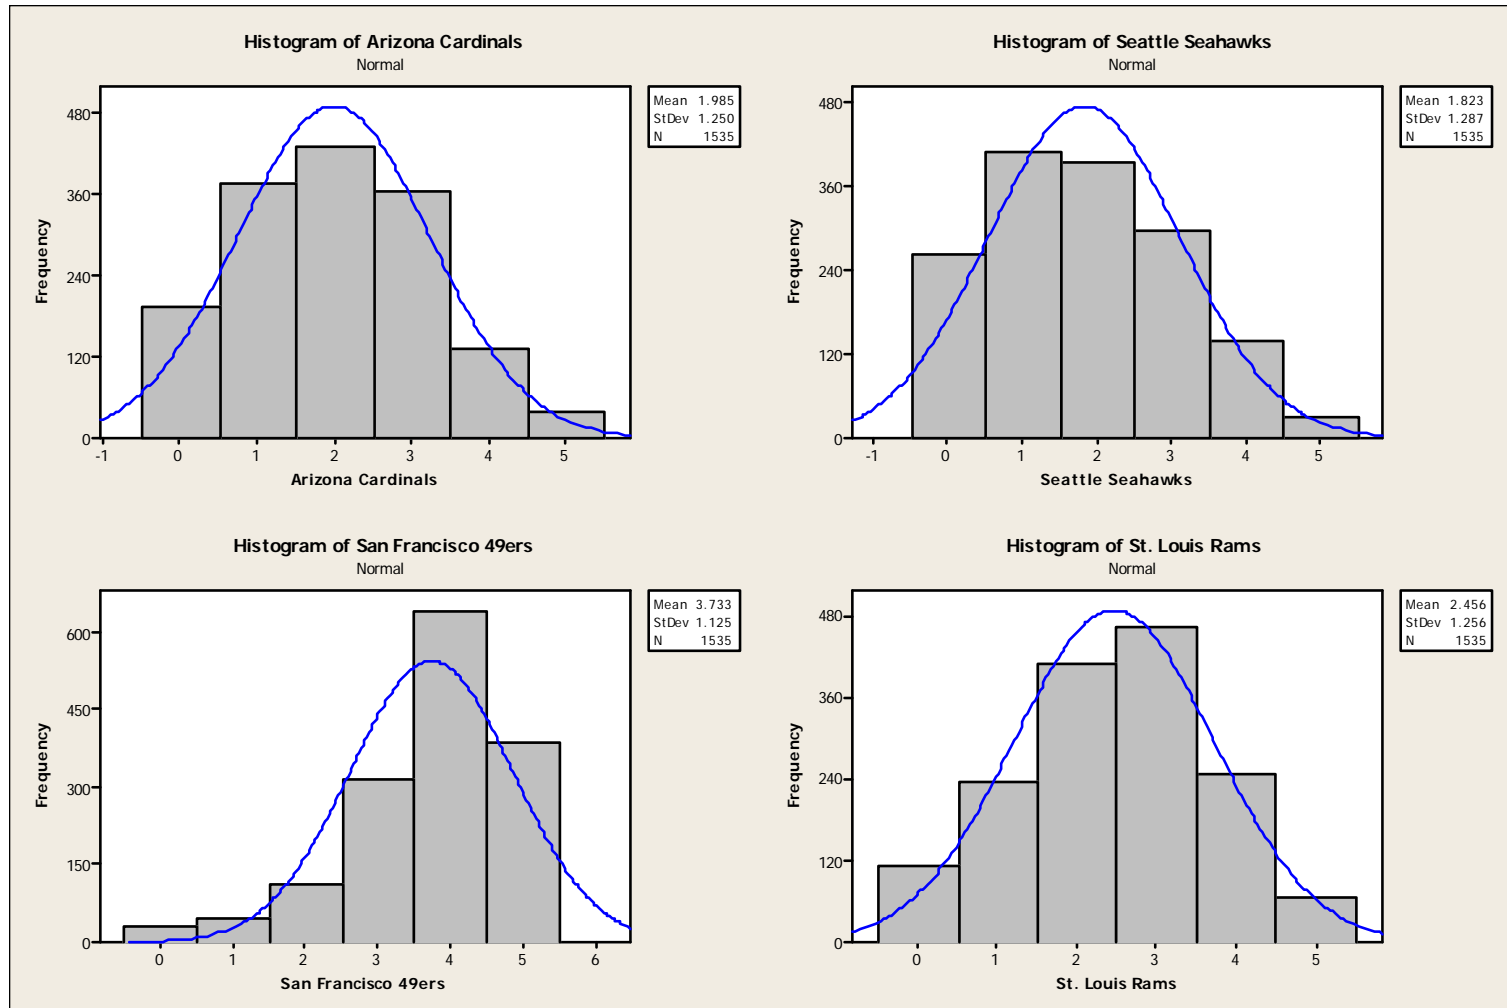 Histogram of Arizona Cardinals
Normal
Mean 1.985
StDev 1.250
N 1535
Frequency
480
360
240
120
0
-1 0 1 2 3 4 5
Arizona Cardinals
Histogram of Seattle Seahawks
Normal
Mean 1.823
StDev 1.287
N 1535
Frequency
480
360
240
120
0
-1 0 1 2 3 4 5
Seattle Seahawks
Histogram of San Francisco 49ers
Normal
Mean 3.733
StDev 1.125
N 1535
Frequency
600
450
300
150
0
0 1 2 3 4 5 6
San Francisco 49ers
Histogram of St. Louis Rams
Normal
Mean 2.456
StDev 1.256
N 1535
Frequency
480
360
240
120
0
0 1 2 3 4 5
St. Louis Rams